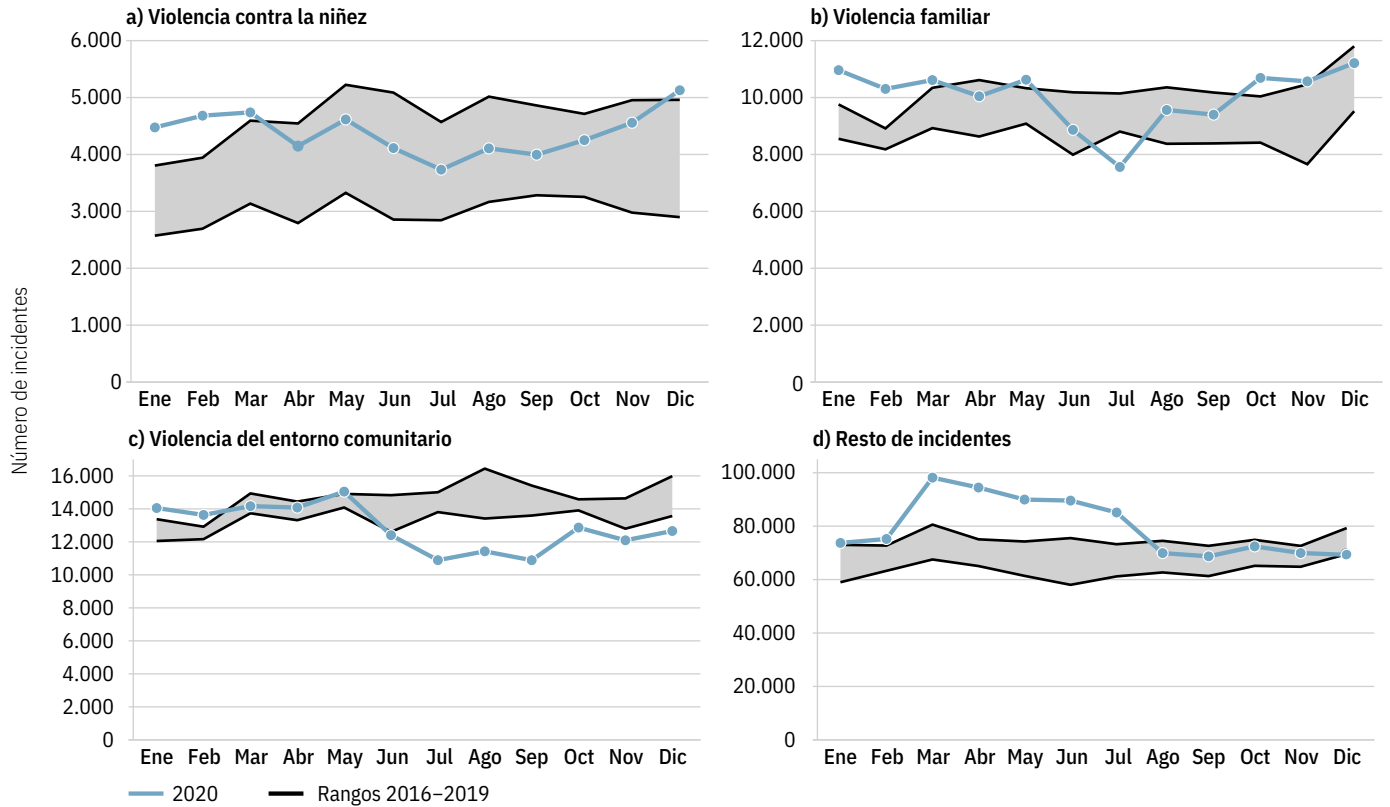 a) Violencia contra la niñez
6.000
5.000
4.000
3.000
2.000
1.000
0
Ene Feb Mar Abr May Jun Jul Ago Sep Oct Nov Dic
b) Violencia familiar
12.000
10.000
8.000
6.000
4.000
2.000
0
Ene Feb Mar Abr May Jun Jul Ago Sep Oct Nov Dic
Número de incidentes
c) Violencia del entorno comunitario
16.000
14.000
12.000
10.000
8.000
6.000
4.000
2.000
0
Ene Feb Mar Abr May Jun Jul Ago Sep Oct Nov Dic
d) Resto de incidentes
100.000
80.000
60.000
40.000
20.000
0
Ene Feb Mar Abr May Jun Jul Ago Sep Oct Nov Dic
2020 Rangos 2016–2019